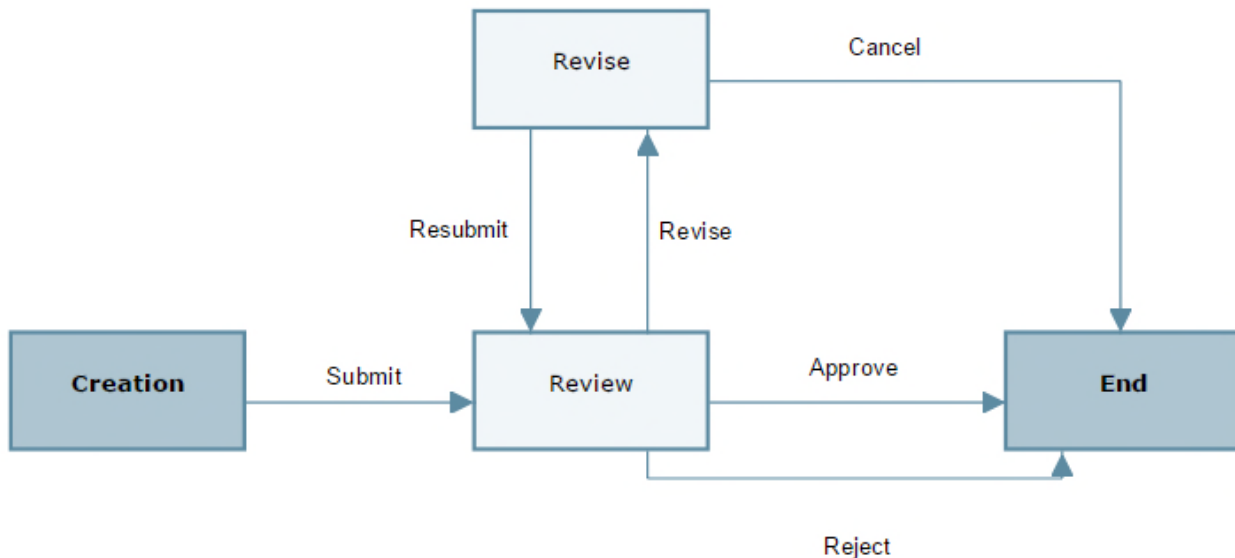 Revise
Cancel
Resubmit
Revise
Creation
Submit
Review
Approve
End
Reject